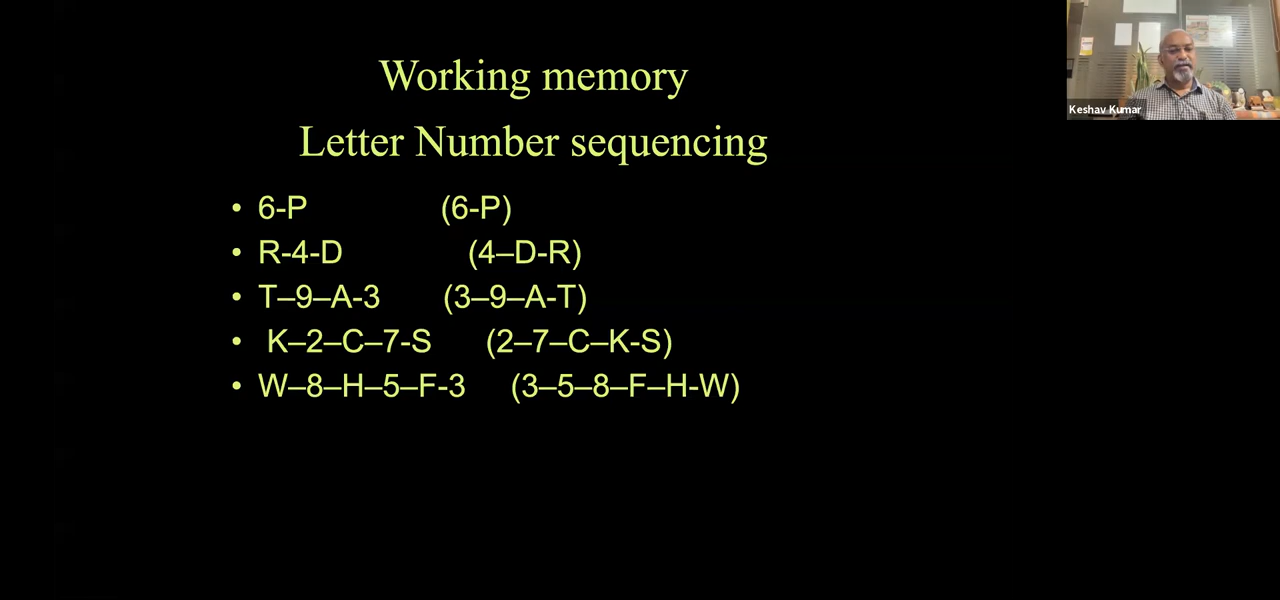 Working memory
Letter Number sequencing
• 6-P (6-P)
• R-4-D (4–D-R)
• T–9–A-3 (3–9–A-T)
• K–2–C–7-S (2–7–C–K-S)
• W–8–H–5–F-3 (3–5–8–F–H-W)
Keshav Kumar